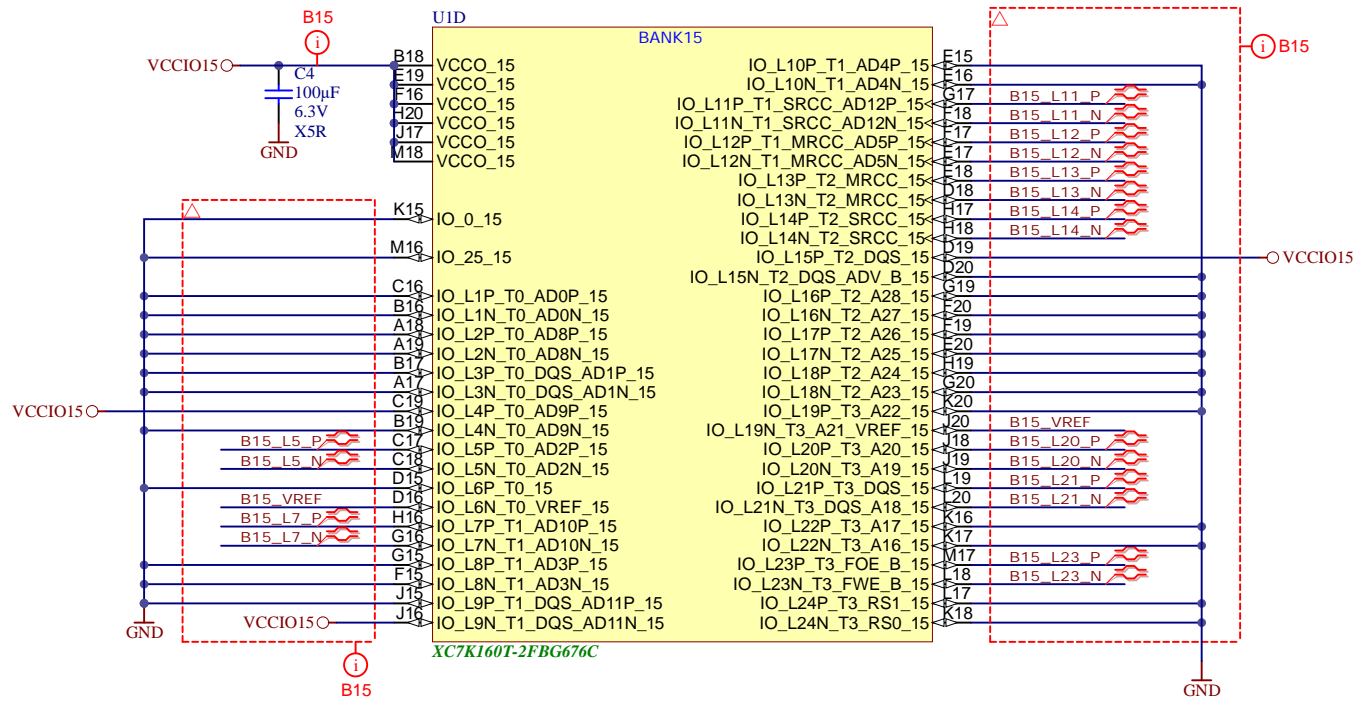 B15
i
U1D
BANK15
i B15
VCCIO15
C4
100µF
6.3V
X5R
GND
B18 VCCO_15
E19 VCCO_15
F16 VCCO_15
H20 VCCO_15
J17 VCCO_15
M18 VCCO_15
K15 IO_0_15
M16 IO_25_15
C16 IO_L1P_T0_AD0P_15
B16 IO_L1N_T0_AD0N_15
A18 IO_L2P_T0_AD8P_15
A19 IO_L2N_T0_AD8N_15
B17 IO_L3P_T0_DQS_AD1P_15
A17 IO_L3N_T0_DQS_AD1N_15
VCCIO15 C19 IO_L4P_T0_AD9P_15
B19 IO_L4N_T0_AD9N_15
B15_L5_P C17 IO_L5P_T0_AD2P_15
B15_L5_N C18 IO_L5N_T0_AD2N_15
D15 IO_L6P_T0_15
B15_VREF D16 IO_L6N_T0_VREF_15
B15_L7_P H16 IO_L7P_T1_AD10P_15
B15_L7_N G16 IO_L7N_T1_AD10N_15
G15 IO_L8P_T1_AD3P_15
F15 IO_L8N_T1_AD3N_15
J15 IO_L9P_T1_DQS_AD11P_15
VCCIO15 J16 IO_L9N_T1_DQS_AD11N_15
GND
IO_L10P_T1_AD4P_15 E15
IO_L10N_T1_AD4N_15 E16
IO_L11P_T1_SRCC_AD12P_15 G17 B15_L11_P
IO_L11N_T1_SRCC_AD12N_15 F18 B15_L11_N
IO_L12P_T1_MRCC_AD5P_15 F17 B15_L12_P
IO_L12N_T1_MRCC_AD5N_15 E17 B15_L12_N
IO_L13P_T2_MRCC_15 E18 B15_L13_P
IO_L13N_T2_MRCC_15 D18 B15_L13_N
IO_L14P_T2_SRCC_15 H17 B15_L14_P
IO_L14N_T2_SRCC_15 H18 B15_L14_N
IO_L15P_T2_DQS_15 D19 VCCIO15
IO_L15N_T2_DQS_ADV_B_15 D20
IO_L16P_T2_A28_15 G19
IO_L16N_T2_A27_15 F20
IO_L17P_T2_A26_15 F19
IO_L17N_T2_A25_15 E20
IO_L18P_T2_A24_15 H19
IO_L18N_T2_A23_15 G20
IO_L19P_T3_A22_15 K20
IO_L19N_T3_A21_VREF_15 J20 B15_VREF
IO_L20P_T3_A20_15 J18 B15_L20_P
IO_L20N_T3_A19_15 J19 B15_L20_N
IO_L21P_T3_DQS_15 L19 B15_L21_P
IO_L21N_T3_DQS_A18_15 L20 B15_L21_N
IO_L22P_T3_A17_15 K16
IO_L22N_T3_A16_15 K17
IO_L23P_T3_FOE_B_15 M17 B15_L23_P
IO_L23N_T3_FWE_B_15 L18 B15_L23_N
IO_L24P_T3_RS1_15 L17
IO_L24N_T3_RS0_15 K18
XC7K160T-2FBG676C
i
B15
GND